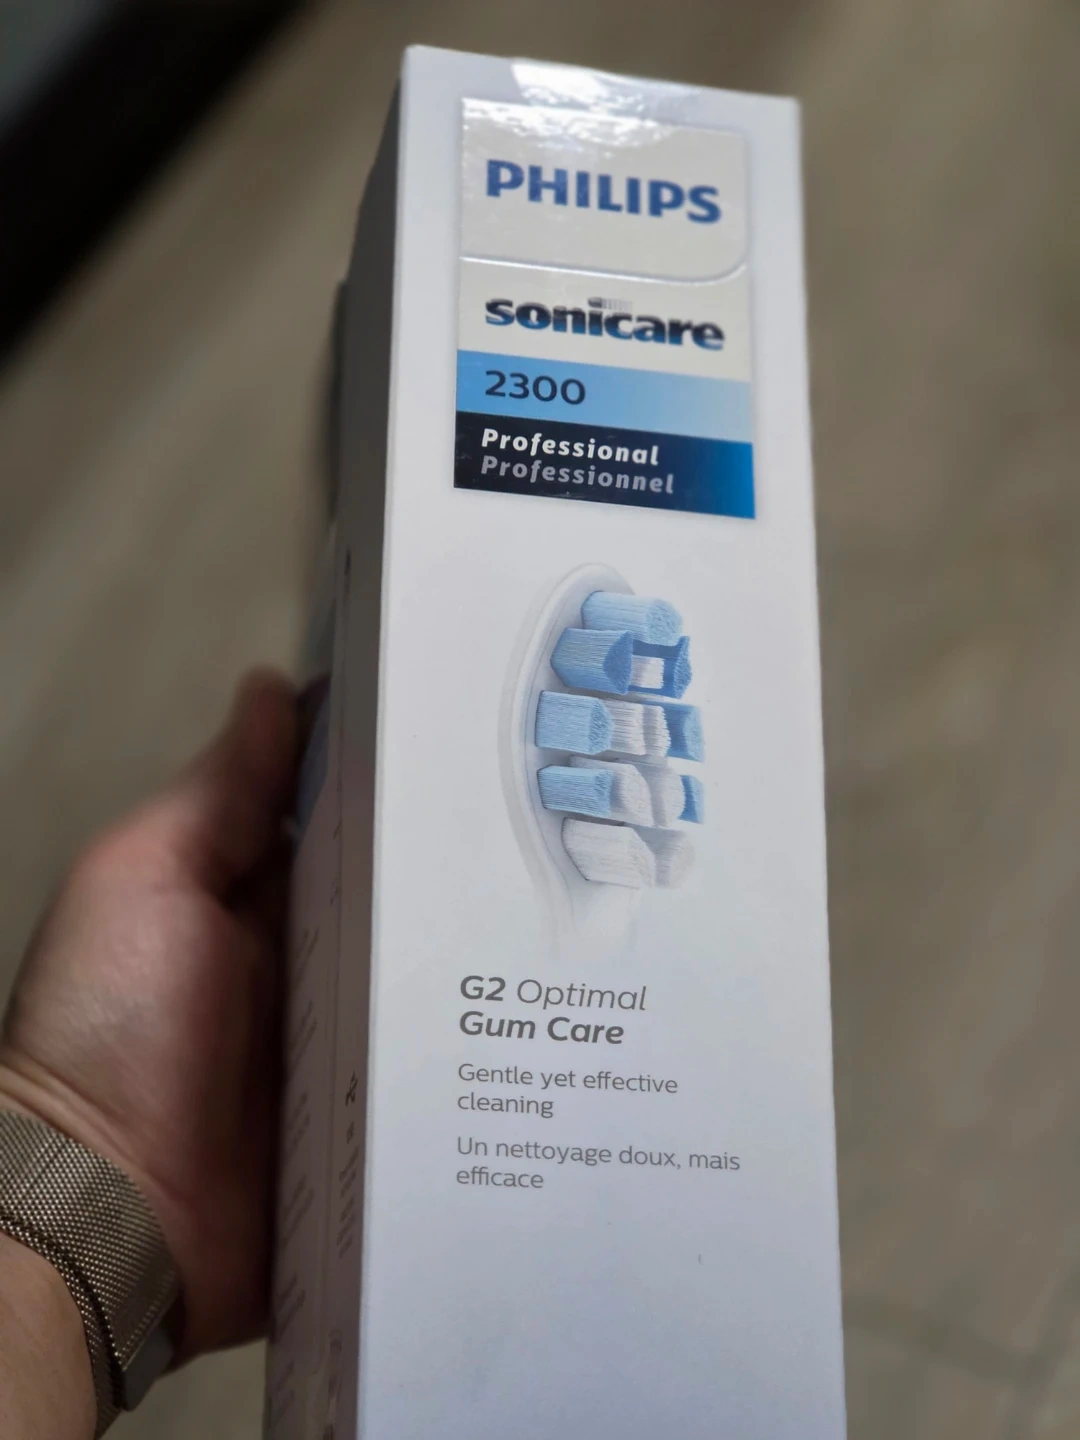 PHILIPS
sonicare
2300
Professional
Professionnel
G2 Optimal
Gum Care
Gentle yet effective
cleaning
Un nettoyage doux, mais
efficace